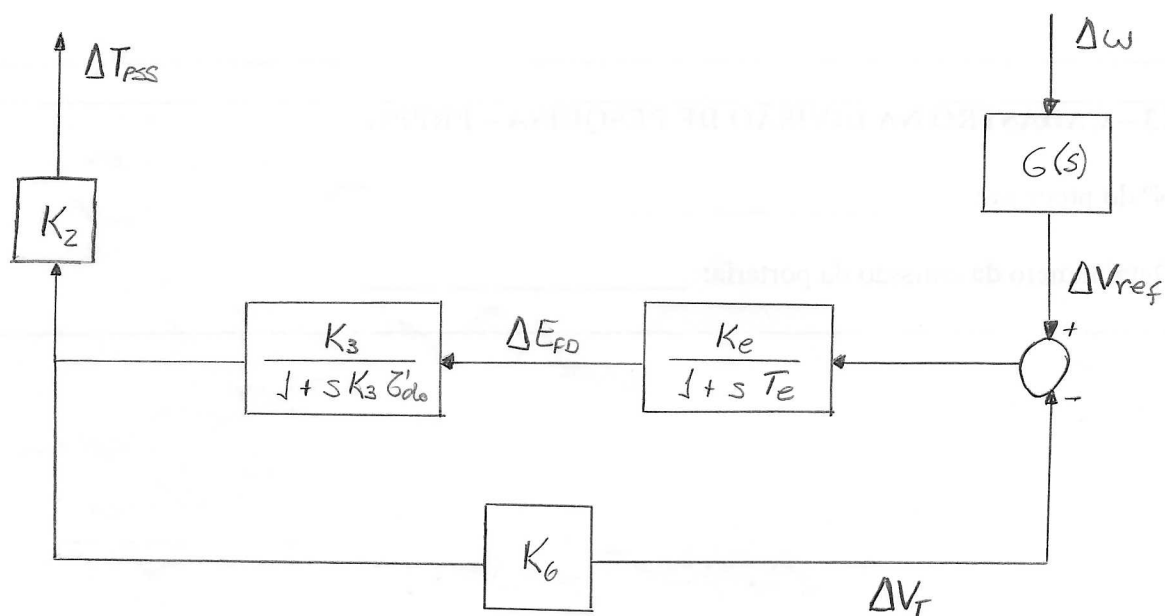 ΔT_PSS
Δω
G(s)
K_2
ΔV_ref
+
K_3 / (1 + s K_3 τ'_do)
ΔE_FD
K_e / (1 + s T_e)
-
K_6
ΔV_T